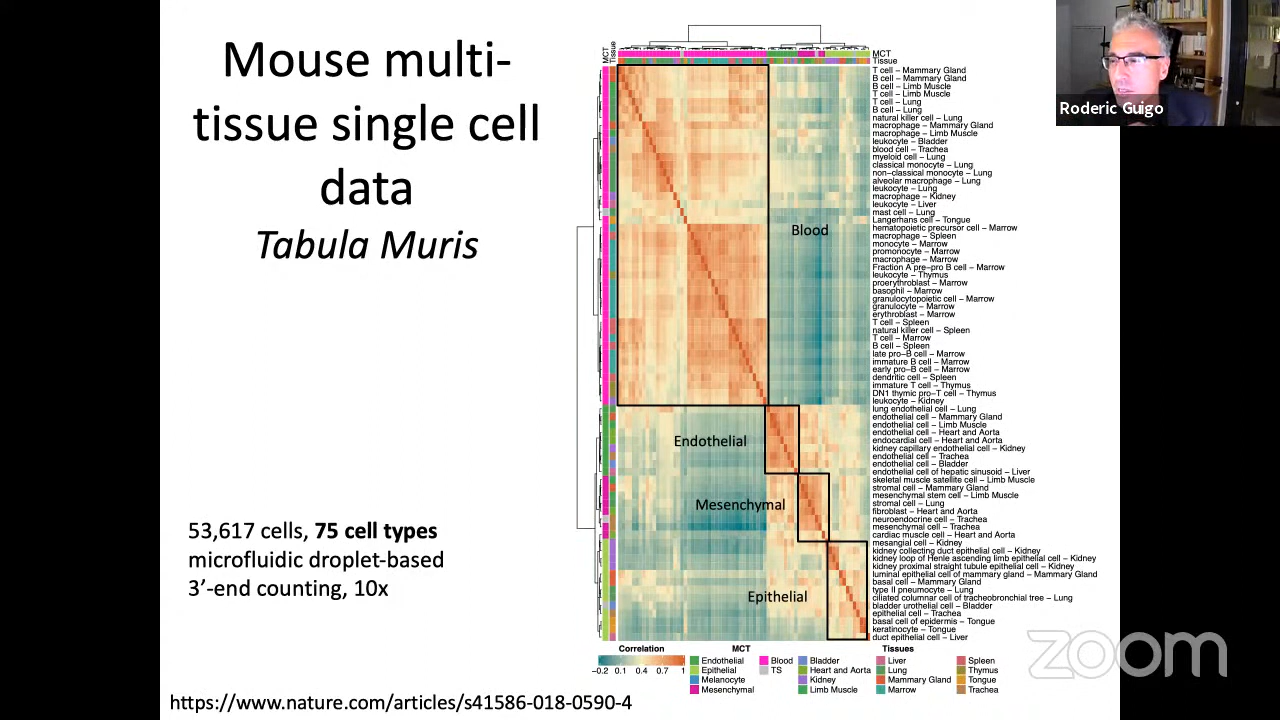 Mouse multi-
tissue single cell
data
Tabula Muris
53,617 cells, 75 cell types
microfluidic droplet-based
3’-end counting, 10x
https://www.nature.com/articles/s41586-018-0590-4
MCT
Tissue
MCT
Tissue
T cell – Mammary Gland
B cell – Mammary Gland
B cell – Limb Muscle
T cell – Limb Muscle
T cell – Lung
B cell – Lung
natural killer cell – Lung
macrophage – Mammary Gland
macrophage – Limb Muscle
leukocyte – Bladder
blood cell – Trachea
myeloid cell – Lung
classical monocyte – Lung
non–classical monocyte – Lung
alveolar macrophage – Lung
leukocyte – Lung
macrophage – Kidney
leukocyte – Liver
mast cell – Lung
Langerhans cell – Tongue
hematopoietic precursor cell – Marrow
macrophage – Spleen
monocyte – Marrow
promonocyte – Marrow
macrophage – Marrow
Fraction A pre–pro B cell – Marrow
leukocyte – Thymus
proerythroblast – Marrow
basophil – Marrow
granulocytopoietic cell – Marrow
granulocyte – Marrow
erythroblast – Marrow
T cell – Spleen
natural killer cell – Spleen
T cell – Marrow
B cell – Spleen
late pro–B cell – Marrow
immature B cell – Marrow
early pro–B cell – Marrow
dendritic cell – Spleen
immature T cell – Thymus
DN1 thymic pro–T cell – Thymus
leukocyte – Kidney
lung endothelial cell – Lung
endothelial cell – Mammary Gland
endothelial cell – Limb Muscle
endothelial cell – Heart and Aorta
endocardial cell – Heart and Aorta
kidney capillary endothelial cell – Kidney
endothelial cell – Trachea
endothelial cell – Bladder
endothelial cell of hepatic sinusoid – Liver
skeletal muscle satellite cell – Limb Muscle
stromal cell – Mammary Gland
mesenchymal stem cell – Limb Muscle
stromal cell – Lung
fibroblast – Heart and Aorta
neuroendocrine cell – Trachea
mesenchymal cell – Trachea
cardiac muscle cell – Heart and Aorta
mesangial cell – Kidney
kidney collecting duct epithelial cell – Kidney
kidney loop of Henle ascending limb epithelial cell – Kidney
kidney proximal straight tubule epithelial cell – Kidney
luminal epithelial cell of mammary gland – Mammary Gland
basal cell – Mammary Gland
type II pneumocyte – Lung
ciliated columnar cell of tracheobronchial tree – Lung
bladder urothelial cell – Bladder
epithelial cell – Trachea
basal cell of epidermis – Tongue
keratinocyte – Tongue
duct epithelial cell – Liver
Blood
Endothelial
Mesenchymal
Epithelial
Correlation
−0.2 0.1 0.4 0.7 1
MCT
Endothelial
Epithelial
Melanocyte
Mesenchymal
Blood
TS
Tissues
Bladder
Heart and Aorta
Kidney
Limb Muscle
Liver
Lung
Mammary Gland
Marrow
Spleen
Thymus
Tongue
Trachea
Roderic Guigo
zoom